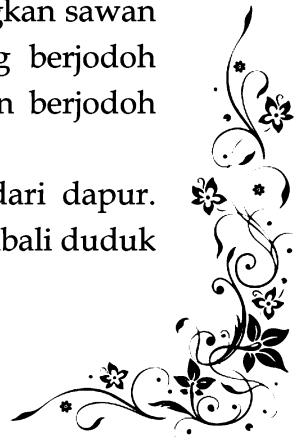 gkan sawan
g berjodoh
n berjodoh
dari dapur.
bali duduk